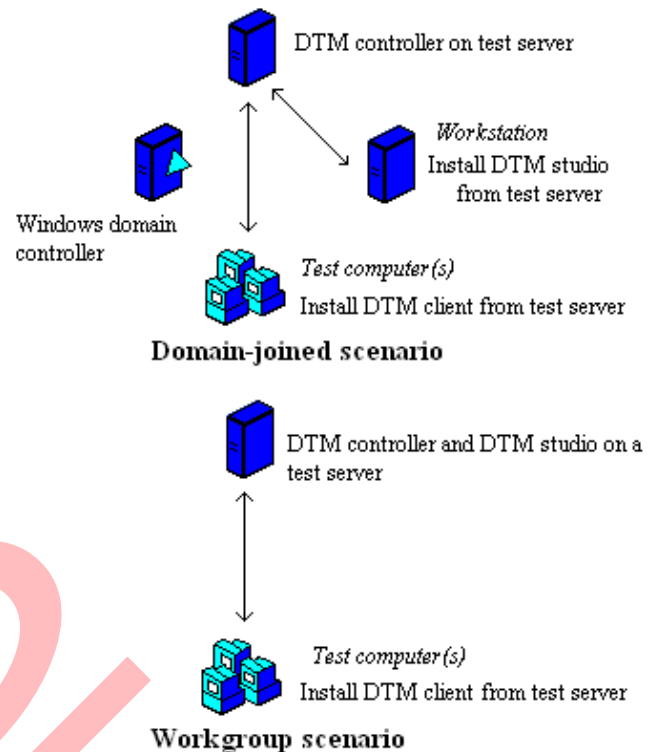 DTM controller on test server
Workstation
Install DTM studio
from test server
Windows domain
controller
Test computer(s)
Install DTM client from test server
Domain-joined scenario
DTM controller and DTM studio on a
test server
Test computer(s)
Install DTM client from test server
Workgroup scenario